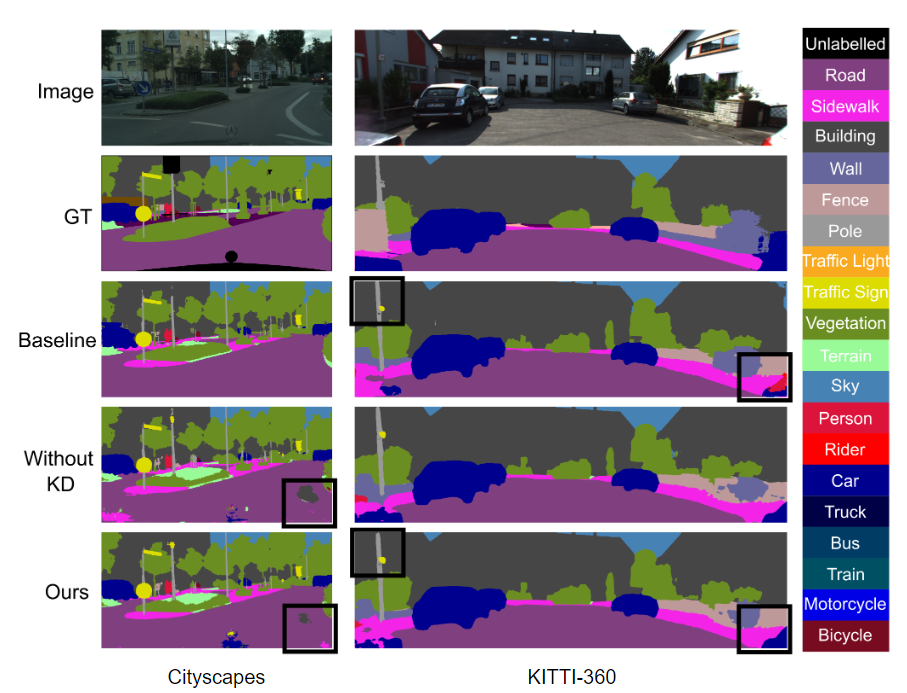 Image
GT
Baseline
Without
KD
Ours
Cityscapes
KITTI-360
Unlabelled
Road
Sidewalk
Building
Wall
Fence
Pole
Traffic Light
Traffic Sign
Vegetation
Terrain
Sky
Person
Rider
Car
Truck
Bus
Train
Motorcycle
Bicycle